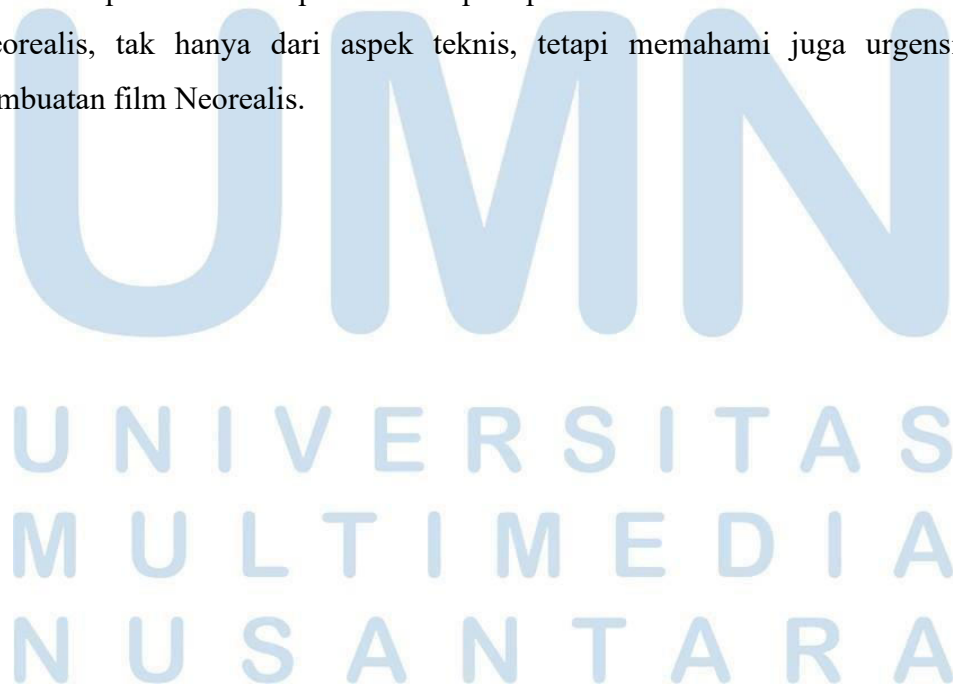 eorealis, tak hanya dari aspek teknis, tetapi memahami juga urgensi
mbuatan film Neorealis.
UMN
UNIVERSITAS
MULTIMEDIA
NUSANTARA